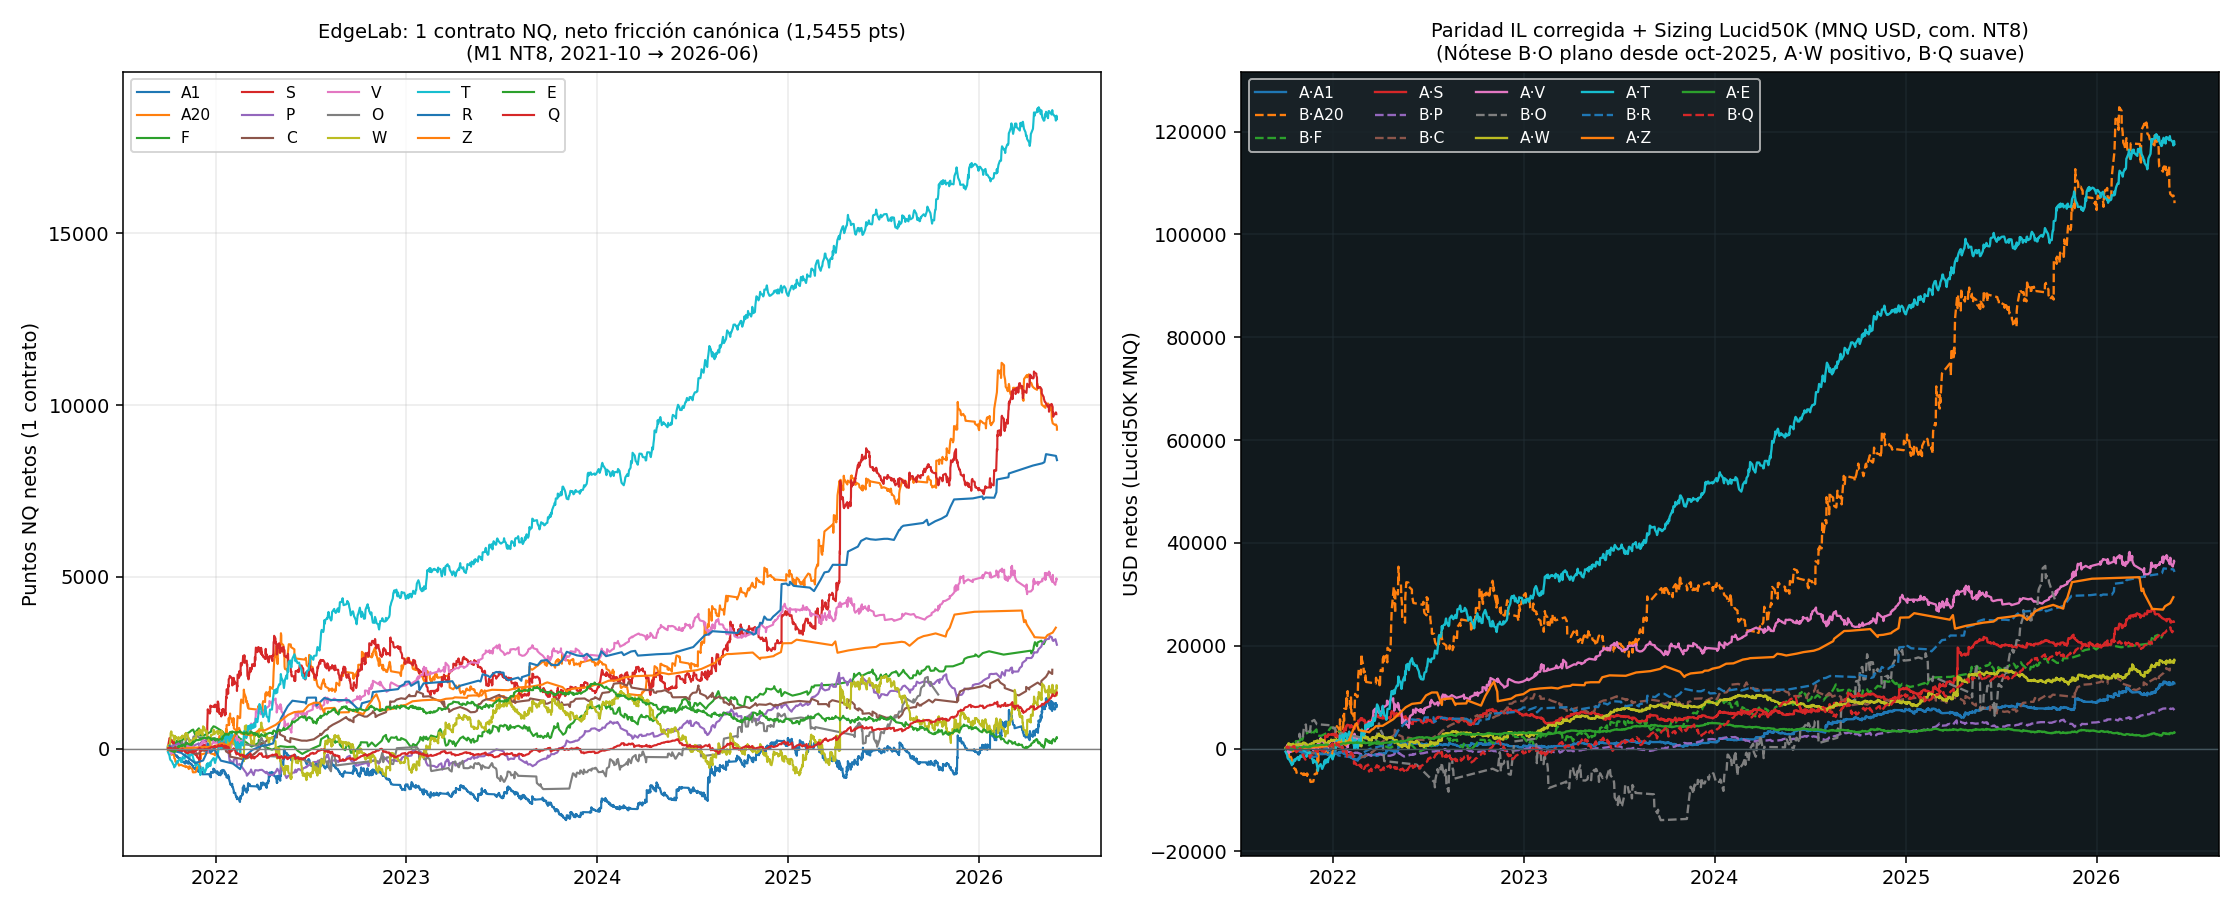 EdgeLab: 1 contrato NQ, neto fricción canónica (1,5455 pts)
(M1 NT8, 2021-10 → 2026-06)
A1 S V T E
A20 P O R Q
F C W Z
15000
10000
5000
0
Puntos NQ netos (1 contrato)
2022 2023 2024 2025 2026
Paridad IL corregida + Sizing Lucid50K (MNQ USD, com. NT8)
(Nótese B·O plano desde oct-2025, A·W positivo, B·Q suave)
A·A1 A·S A·V A·T A·E
B·A20 B·P B·O B·R B·Q
B·F B·C A·W A·Z
120000
100000
80000
60000
40000
20000
0
−20000
USD netos (Lucid50K MNQ)
2022 2023 2024 2025 2026